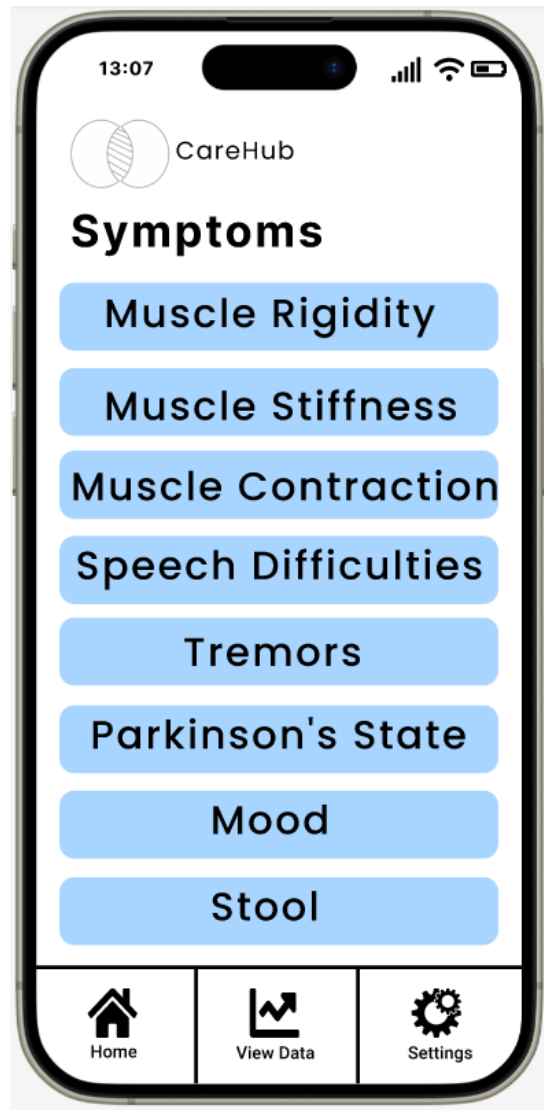 13:07
CareHub
Symptoms
Muscle Rigidity
Muscle Stiffness
Muscle Contraction
Speech Difficulties
Tremors
Parkinson's State
Mood
Stool
Home
View Data
Settings